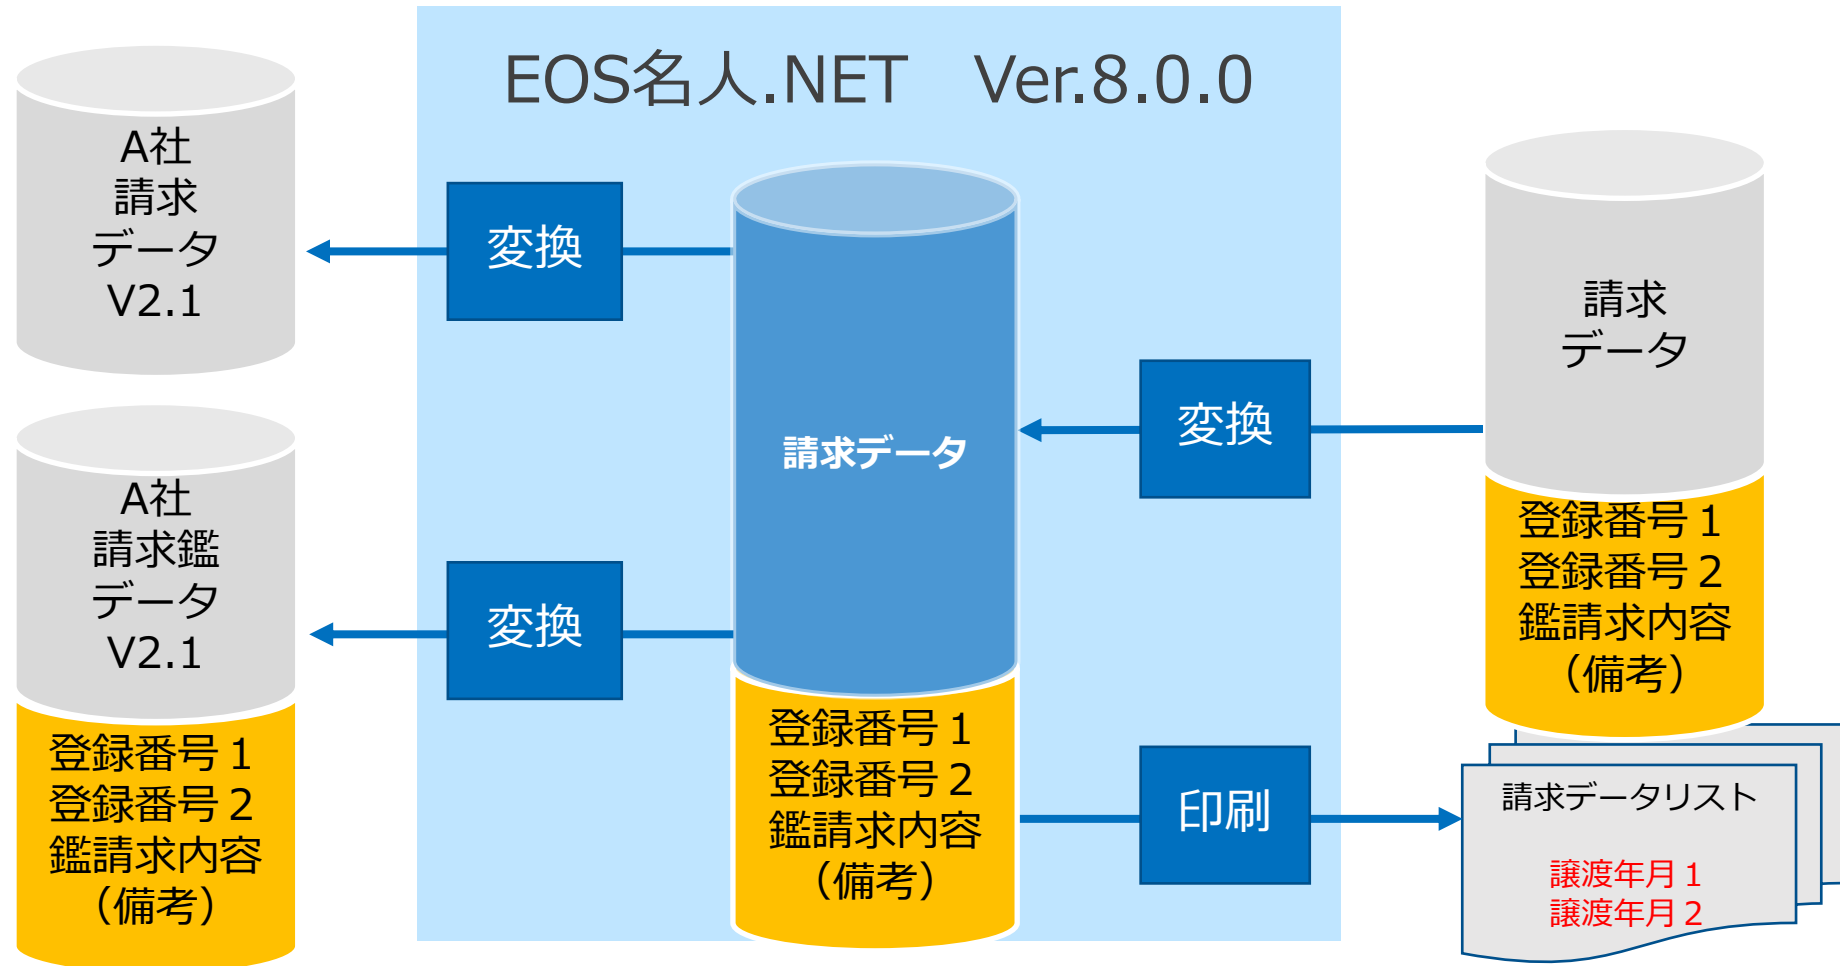 EOS名人.NET　Ver.8.0.0
A社
請求
データ
V2.1
変換
A社
請求鑑
データ
V2.1
登録番号１
登録番号２
鑑請求内容
（備考）
変換
請求データ
登録番号１
登録番号２
鑑請求内容
（備考）
変換
印刷
請求
データ
登録番号１
登録番号２
鑑請求内容
（備考）
請求データリスト
譲渡年月１
譲渡年月２